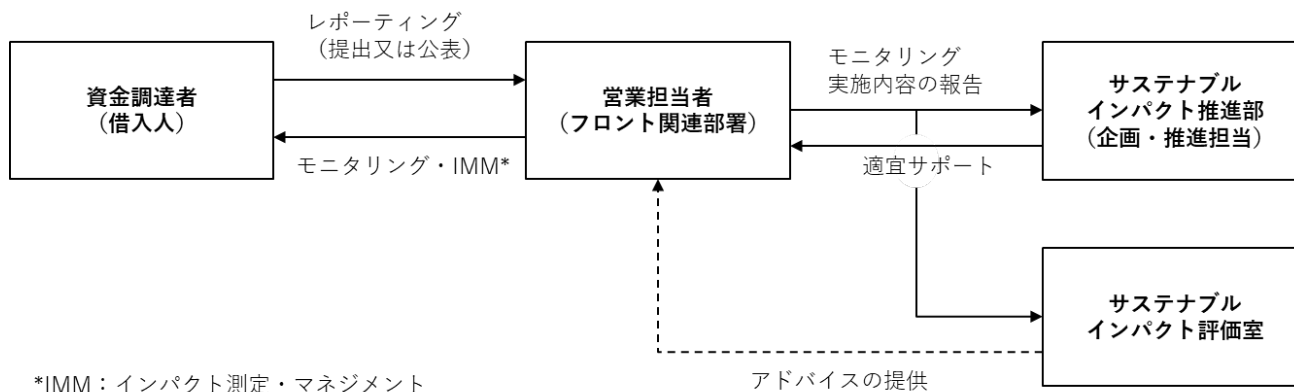 レポーティング
（提出又は公表）
資金調達者
（借入人）
モニタリング・IMM*
営業担当者
（フロント関連部署）
モニタリング
実施内容の報告
適宜サポート
サステナブル
インパクト推進部
（企画・推進担当）
サステナブル
インパクト評価室
アドバイスの提供
*IMM：インパクト測定・マネジメント